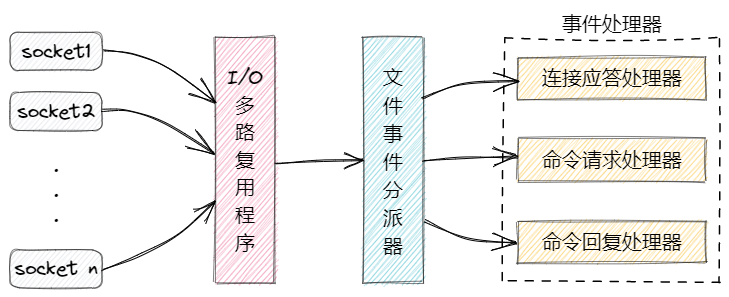 socket1
socket2
socket n
I/O多路复用程序
文件事件分派器
事件处理器
连接应答处理器
命令请求处理器
命令回复处理器